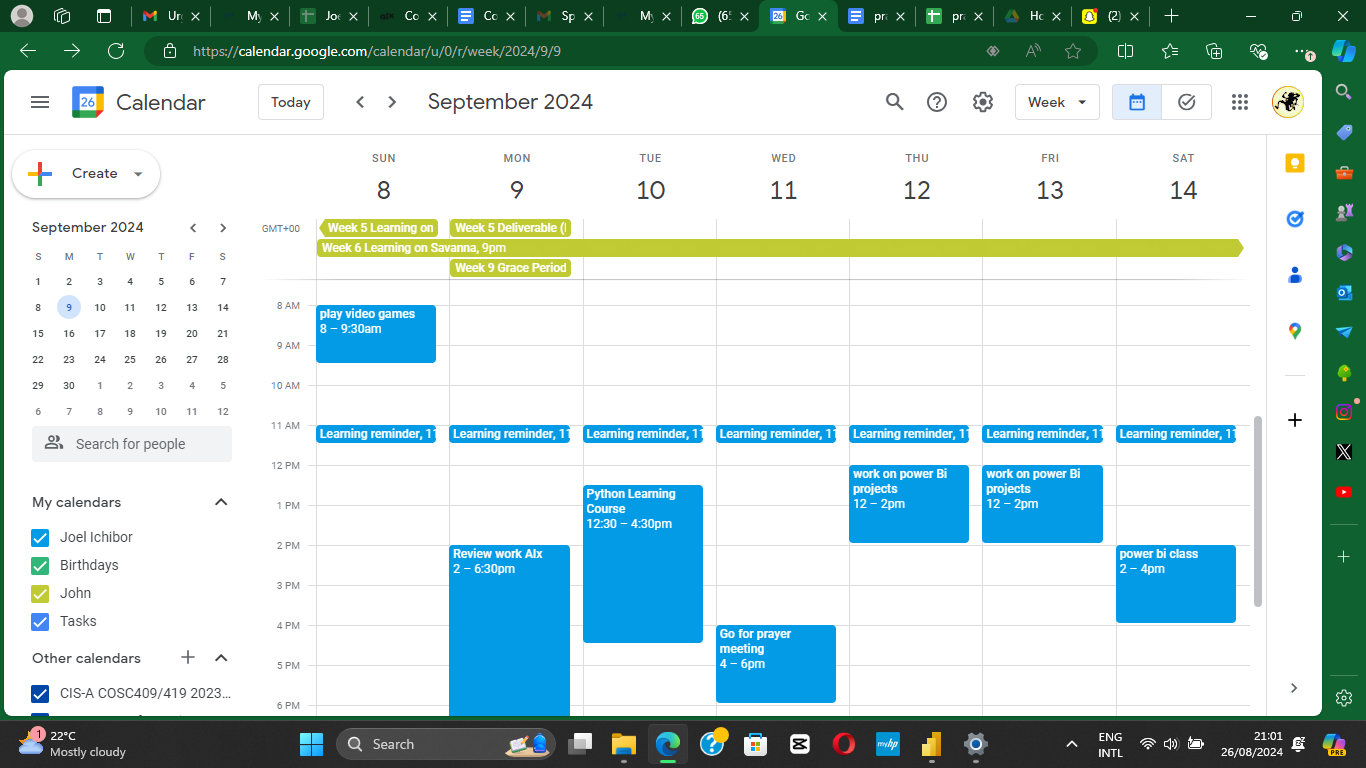 Ur
My
Joe
Co
Co
Sp
My
65
(65
Go
pra
pra
Ho
(2)
https://calendar.google.com/calendar/u/0/r/week/2024/9/9
26
Calendar
Today
September 2024
Week
Create
September 2024
S M T W T F S
1 2 3 4 5 6 7
8 9 10 11 12 13 14
15 16 17 18 19 20 21
22 23 24 25 26 27 28
29 30 1 2 3 4 5
6 7 8 9 10 11 12
Search for people
My calendars
Joel Ichibor
Birthdays
John
Tasks
Other calendars
CIS-A COSC409/419 2023...
SUN MON TUE WED THU FRI SAT
8 9 10 11 12 13 14
GMT+00
Week 5 Learning on
Week 5 Deliverable (
Week 6 Learning on Savanna, 9pm
Week 9 Grace Period
8 AM
play video games
8 – 9:30am
9 AM
10 AM
11 AM
Learning reminder, 11
Learning reminder, 11
Learning reminder, 11
Learning reminder, 11
Learning reminder, 11
Learning reminder, 11
Learning reminder, 11
12 PM
work on power Bi
projects
12 – 2pm
work on power Bi
projects
12 – 2pm
Python Learning
Course
12:30 – 4:30pm
1 PM
2 PM
Review work Alx
2 – 6:30pm
power bi class
2 – 4pm
3 PM
4 PM
Go for prayer
meeting
4 – 6pm
5 PM
6 PM
1
22°C
Mostly cloudy
Search
myhp
ENG
INTL
21:01
26/08/2024
PRE